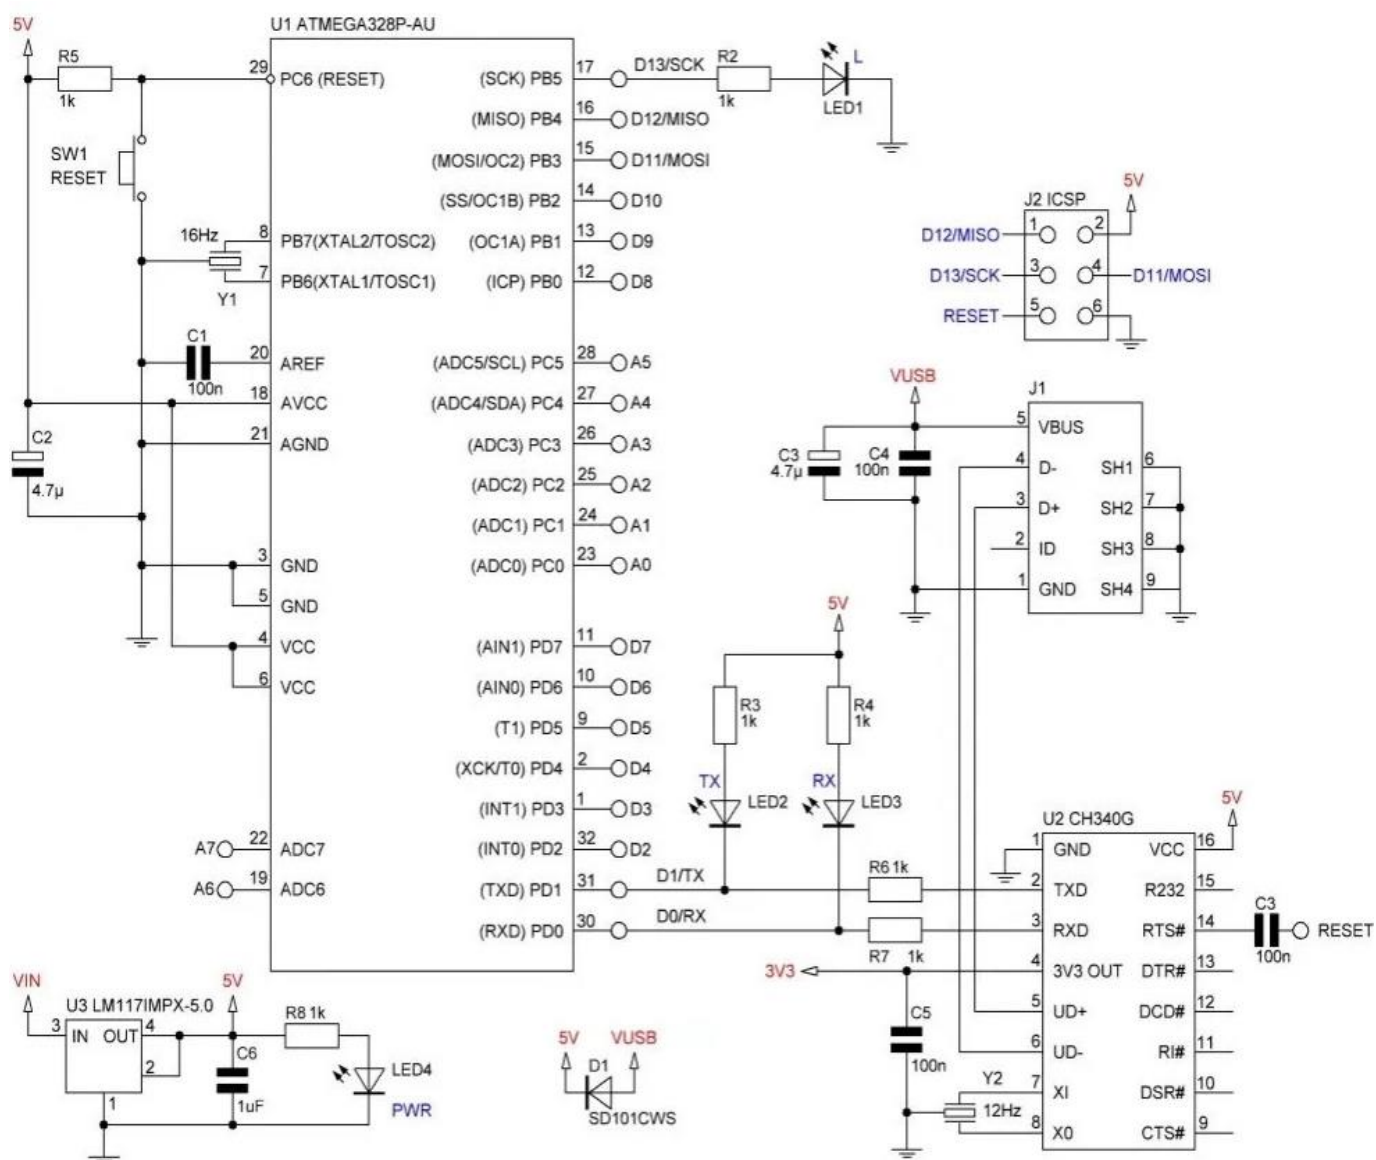 5V
R5
1k
SW1
RESET
16Hz
Y1
C1
100n
C2
4.7µ
U1 ATMEGA328P-AU
29 PC6 (RESET)
8 PB7(XTAL2/TOSC2)
7 PB6(XTAL1/TOSC1)
20 AREF
18 AVCC
21 AGND
3 GND
5 GND
4 VCC
6 VCC
A7 22 ADC7
A6 19 ADC6
(SCK) PB5 17 D13/SCK
(MISO) PB4 16 D12/MISO
(MOSI/OC2) PB3 15 D11/MOSI
(SS/OC1B) PB2 14 D10
(OC1A) PB1 13 D9
(ICP) PB0 12 D8
(ADC5/SCL) PC5 28 A5
(ADC4/SDA) PC4 27 A4
(ADC3) PC3 26 A3
(ADC2) PC2 25 A2
(ADC1) PC1 24 A1
(ADC0) PC0 23 A0
(AIN1) PD7 11 D7
(AIN0) PD6 10 D6
(T1) PD5 9 D5
(XCK/T0) PD4 2 D4
(INT1) PD3 1 D3
(INT0) PD2 32 D2
(TXD) PD1 31 D1/TX
(RXD) PD0 30 D0/RX
R2
1k
L
LED1
5V
J2 ICSP
D12/MISO 1 2
D13/SCK 3 4 D11/MOSI
RESET 5 6
VUSB
C3
4.7µ
C4
100n
J1
5 VBUS
4 D- SH1 6
3 D+ SH2 7
2 ID SH3 8
1 GND SH4 9
5V
R3
1k
R4
1k
TX
LED2
RX
LED3
R6 1k
R7 1k
5V
U2 CH340G
1 GND VCC 16
2 TXD R232 15
3 RXD RTS# 14
4 3V3 OUT DTR# 13
5 UD+ DCD# 12
6 UD- RI# 11
7 XI DSR# 10
8 X0 CTS# 9
C3
100n
RESET
3V3
C5
100n
Y2
12Hz
VIN
U3 LM117IMPX-5.0
3 IN OUT 4
2
1
5V
R8 1k
C6
1uF
LED4
PWR
5V VUSB
D1
SD101CWS